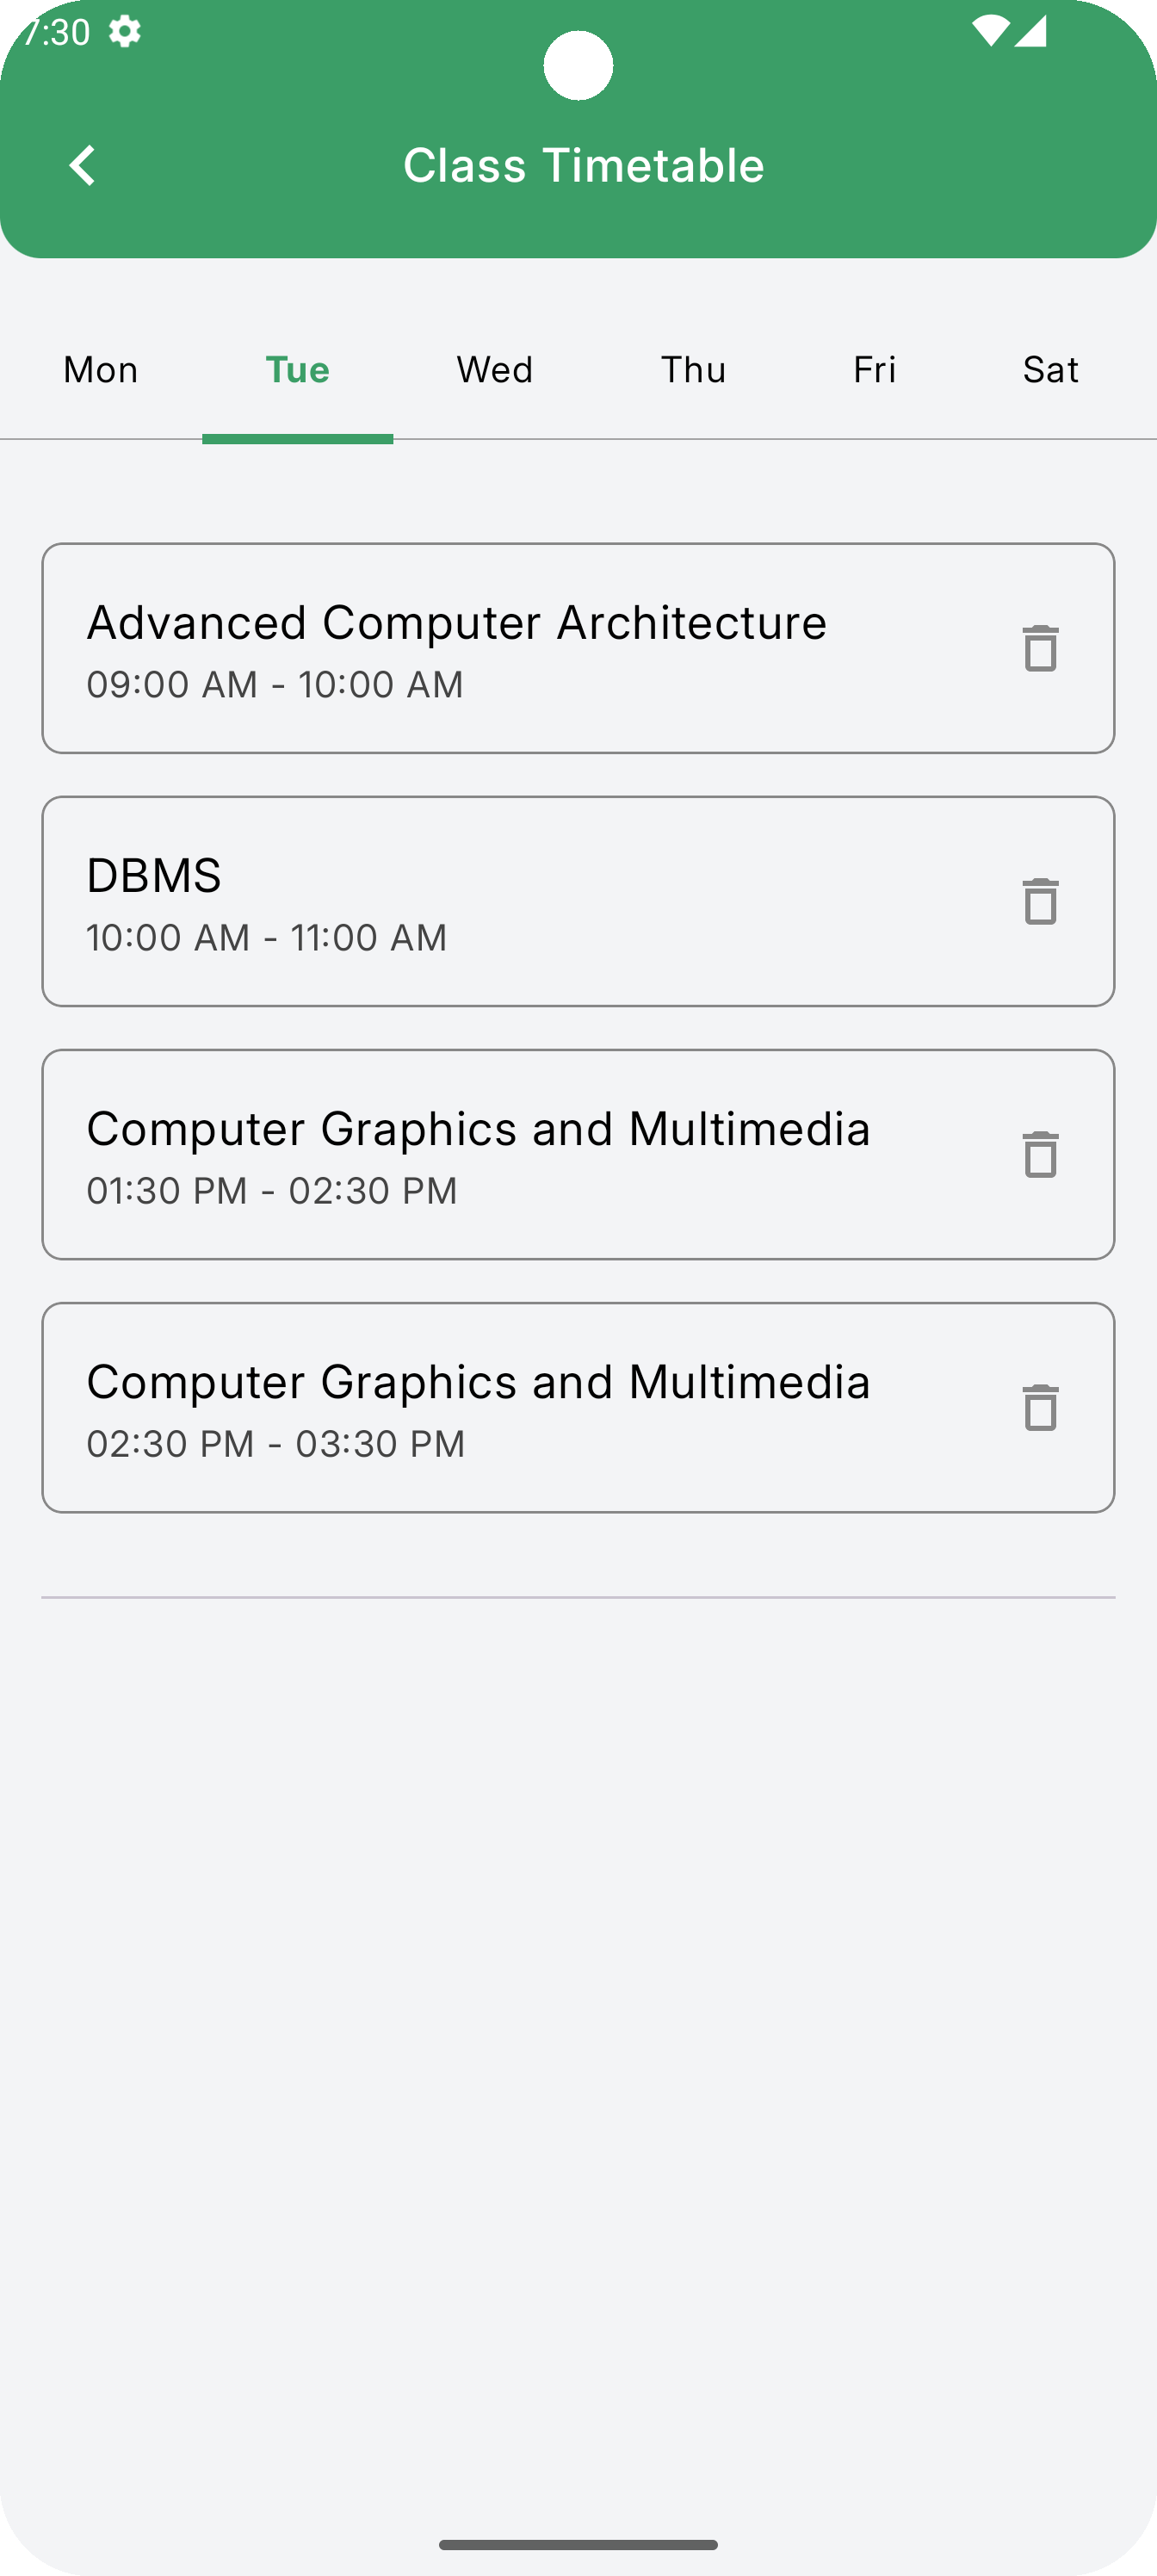 7:30
Class Timetable
Mon Tue Wed Thu Fri Sat
Advanced Computer Architecture
09:00 AM - 10:00 AM
DBMS
10:00 AM - 11:00 AM
Computer Graphics and Multimedia
01:30 PM - 02:30 PM
Computer Graphics and Multimedia
02:30 PM - 03:30 PM